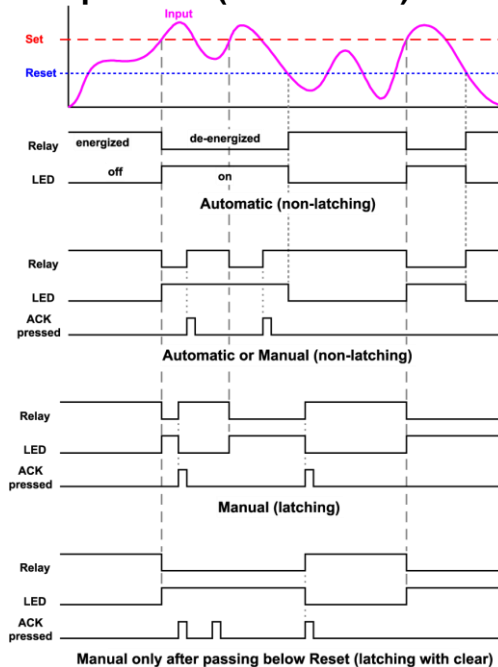 Input
Set
Reset
Relay energized de-energized
LED off on
Automatic (non-latching)
Relay
LED
ACK
pressed
Automatic or Manual (non-latching)
Relay
LED
ACK
pressed
Manual (latching)
Relay
LED
ACK
pressed
Manual only after passing below Reset (latching with clear)